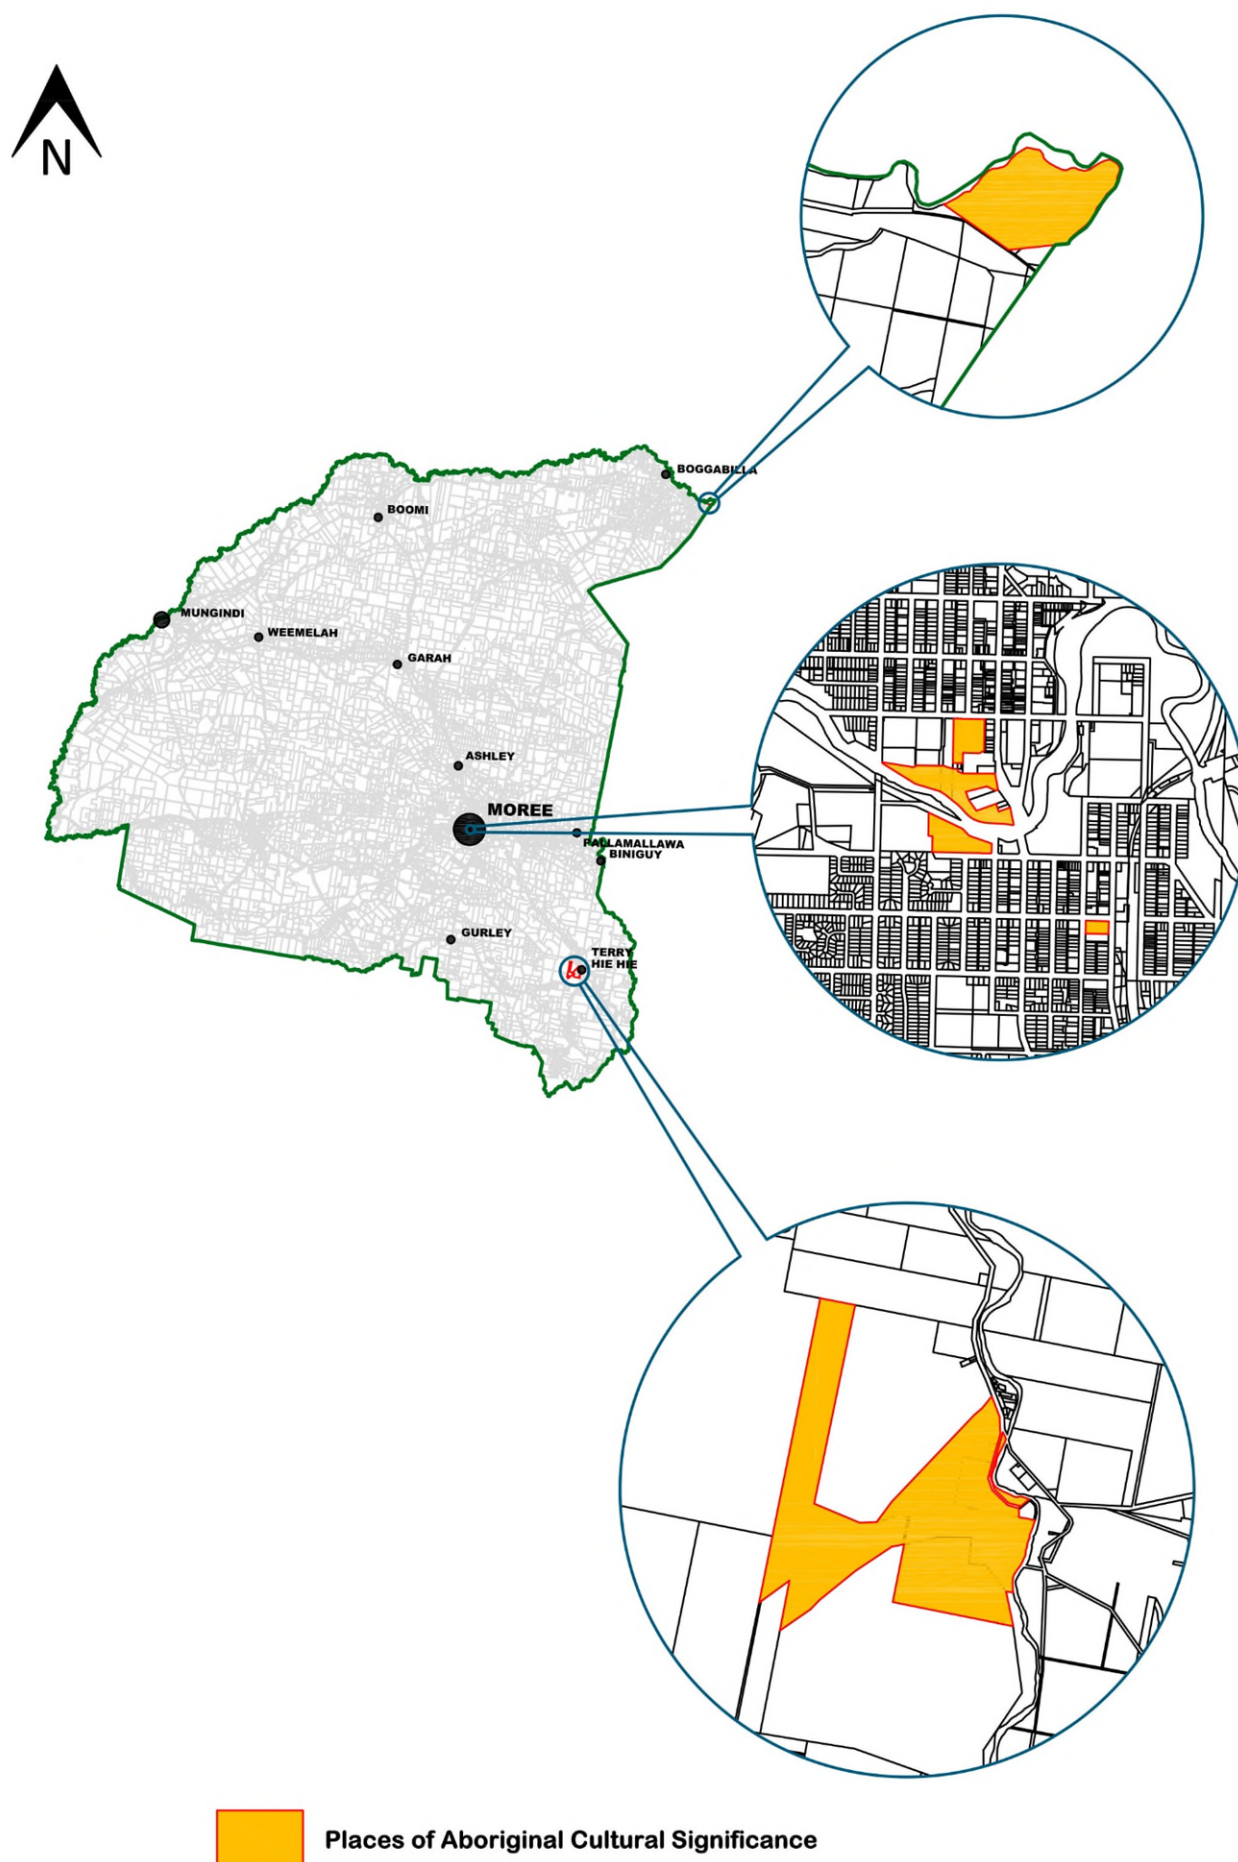 N
BOGGABILLA
BOOMI
MUNGINDI
WEEMELAH
GARAH
ASHLEY
MOREE
PALLAMALLAWA
BINIGUY
GURLEY
TERRY
HIE HIE
Places of Aboriginal Cultural Significance